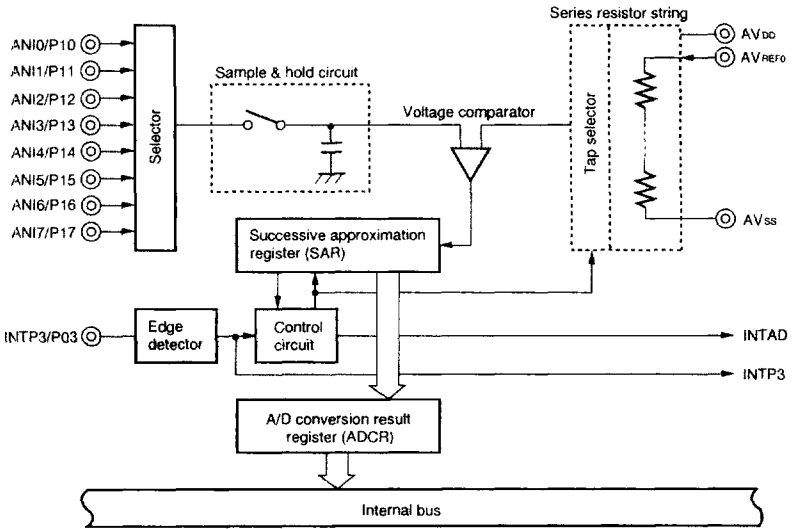 Series resistor string
ANI0/P10
ANI1/P11
ANI2/P12
ANI3/P13
ANI4/P14
ANI5/P15
ANI6/P16
ANI7/P17
Selector
Sample & hold circuit
Voltage comparator
Tap selector
AVDD
AVREF0
AVSS
Successive approximation
register (SAR)
INTP3/P03
Edge
detector
Control
circuit
INTAD
INTP3
A/D conversion result
register (ADCR)
Internal bus